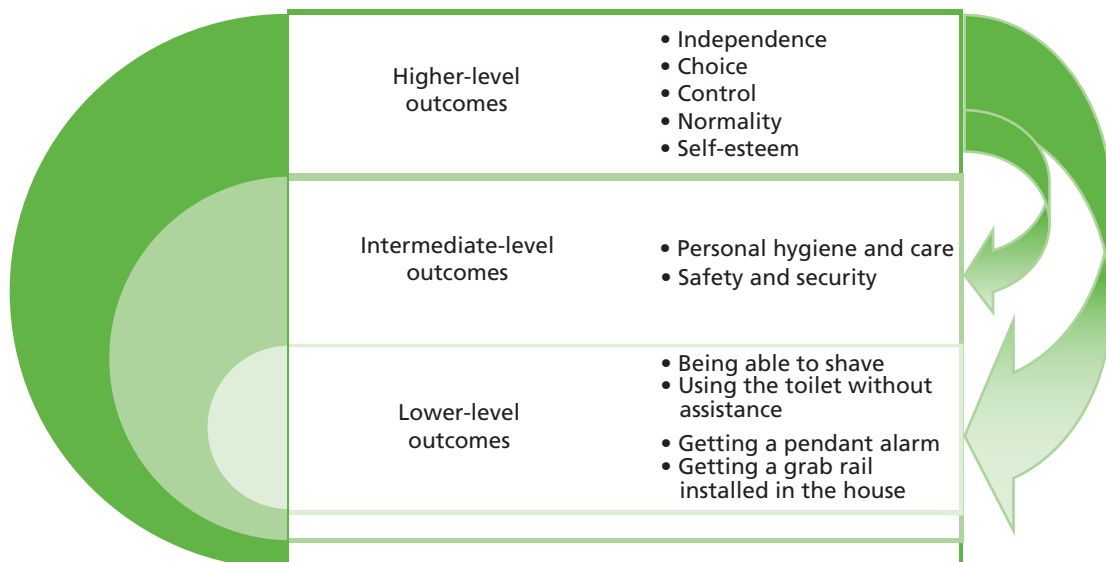 Higher-level
outcomes
• Independence
• Choice
• Control
• Normality
• Self-esteem
Intermediate-level
outcomes
• Personal hygiene and care
• Safety and security
Lower-level
outcomes
• Being able to shave
• Using the toilet without
assistance
• Getting a pendant alarm
• Getting a grab rail
installed in the house